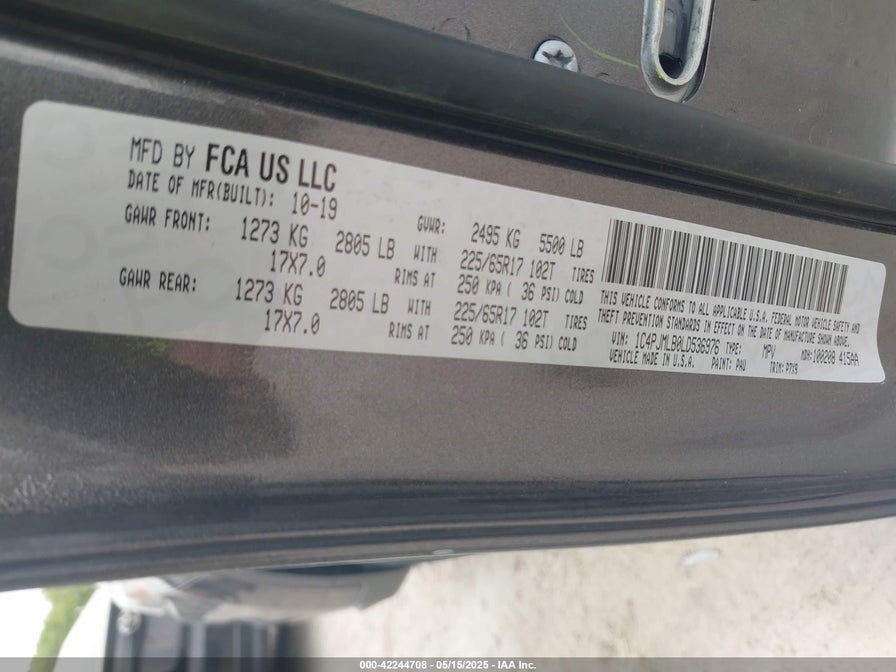 MFD BY FCA US LLC
DATE OF MFR(BUILT): 10-19 GVWR: 2495 KG 5500 LB
GAWR FRONT: 1273 KG 2805 LB WITH 225/65R17 102T TIRES
17X7.0 RIMS AT 250 KPA ( 36 PSI) COLD
GAWR REAR: 1273 KG 2805 LB WITH 225/65R17 102T TIRES
17X7.0 RIMS AT 250 KPA ( 36 PSI) COLD
THIS VEHICLE CONFORMS TO ALL APPLICABLE U.S.A. FEDERAL MOTOR VEHICLE SAFETY AND
THEFT PREVENTION STANDARDS IN EFFECT ON THE DATE OF MANUFACTURE SHOWN ABOVE.
VIN: 1C4PJMLB0LD536976 TYPE: MPV MDH:100208 415AA
VEHICLE MADE IN U.S.A. PAINT: PAU TRIM: P7X9
000-42244708 - 05/15/2025 - IAA Inc.